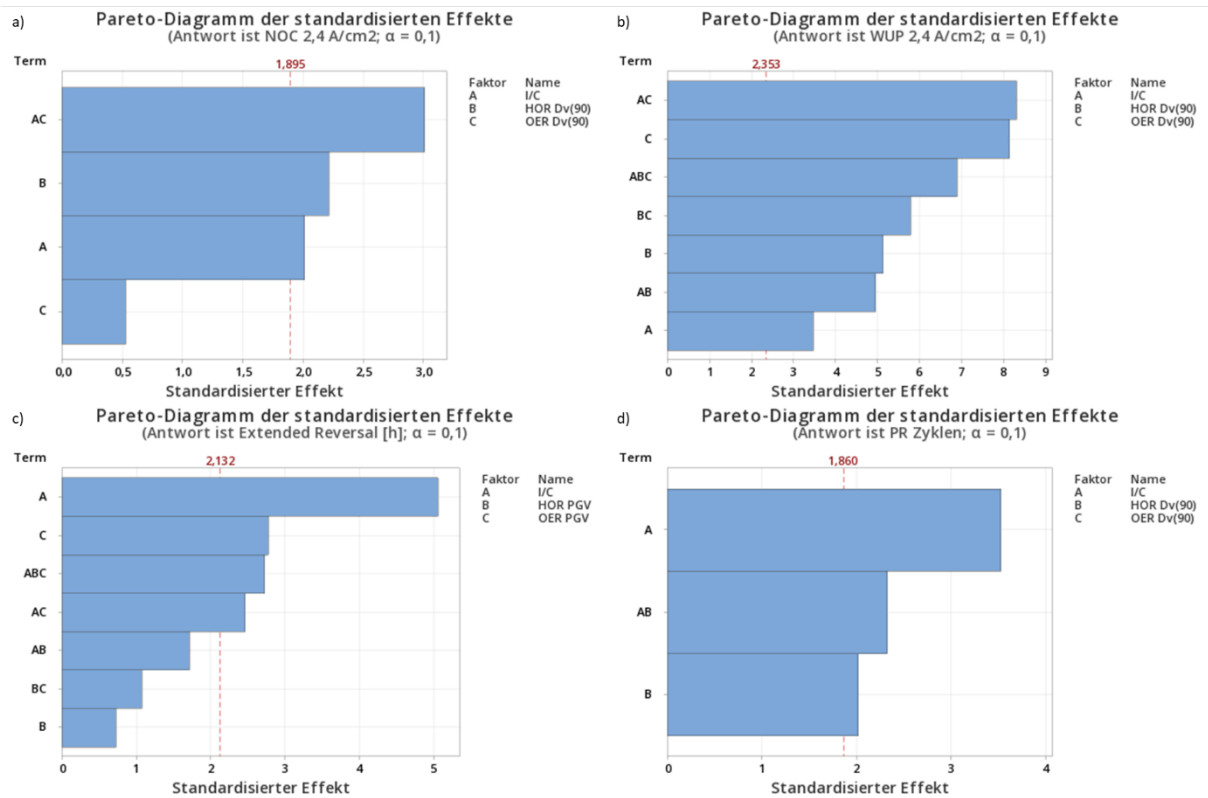 a)
Pareto-Diagramm der standardisierten Effekte
(Antwort ist NOC 2,4 A/cm2; α = 0,1)
Term
1,895
Faktor Name
A I/C
B HOR Dv(90)
C OER Dv(90)
AC
B
A
C
0,0 0,5 1,0 1,5 2,0 2,5 3,0
Standardisierter Effekt
b)
Pareto-Diagramm der standardisierten Effekte
(Antwort ist WUP 2,4 A/cm2; α = 0,1)
Term
2,353
Faktor Name
A I/C
B HOR Dv(90)
C OER Dv(90)
AC
C
ABC
BC
B
AB
A
0 1 2 3 4 5 6 7 8 9
Standardisierter Effekt
c)
Pareto-Diagramm der standardisierten Effekte
(Antwort ist Extended Reversal [h]; α = 0,1)
Term
2,132
Faktor Name
A I/C
B HOR PGV
C OER PGV
A
C
ABC
AC
AB
BC
B
0 1 2 3 4 5
Standardisierter Effekt
d)
Pareto-Diagramm der standardisierten Effekte
(Antwort ist PR Zyklen; α = 0,1)
Term
1,860
Faktor Name
A I/C
B HOR Dv(90)
C OER Dv(90)
A
AB
B
0 1 2 3 4
Standardisierter Effekt